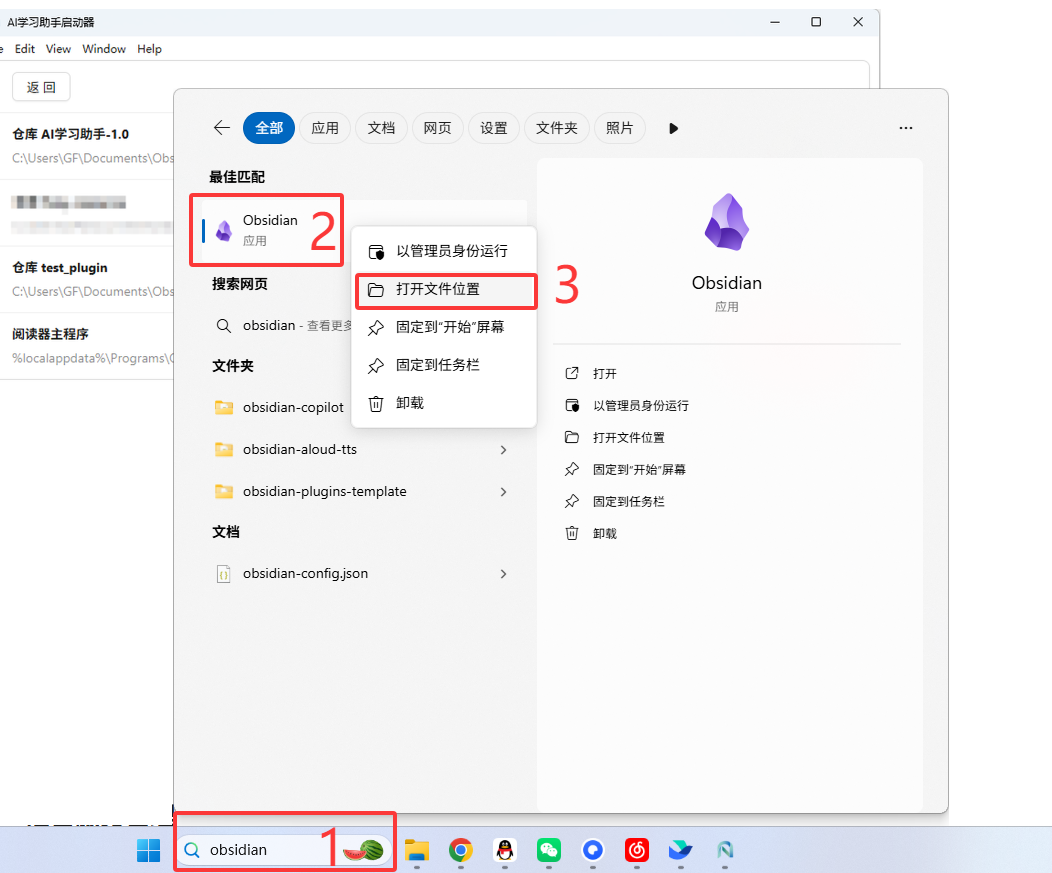 AI学习助手启动器
e Edit View Window Help
返 回
仓库 AI学习助手-1.0
C:\Users\GF\Documents\Obs
仓库 test_plugin
C:\Users\GF\Documents\Obs
阅读器主程序
%localappdata%\Programs\O
全部 应用 文档 网页 设置 文件夹 照片
最佳匹配
Obsidian
应用
2
搜索网页
obsidian - 查看更多
文件夹
obsidian-copilot
obsidian-aloud-tts
obsidian-plugins-template
文档
obsidian-config.json
以管理员身份运行
打开文件位置
3
固定到"开始"屏幕
固定到任务栏
卸载
Obsidian
应用
打开
以管理员身份运行
打开文件位置
固定到"开始"屏幕
固定到任务栏
卸载
obsidian
1